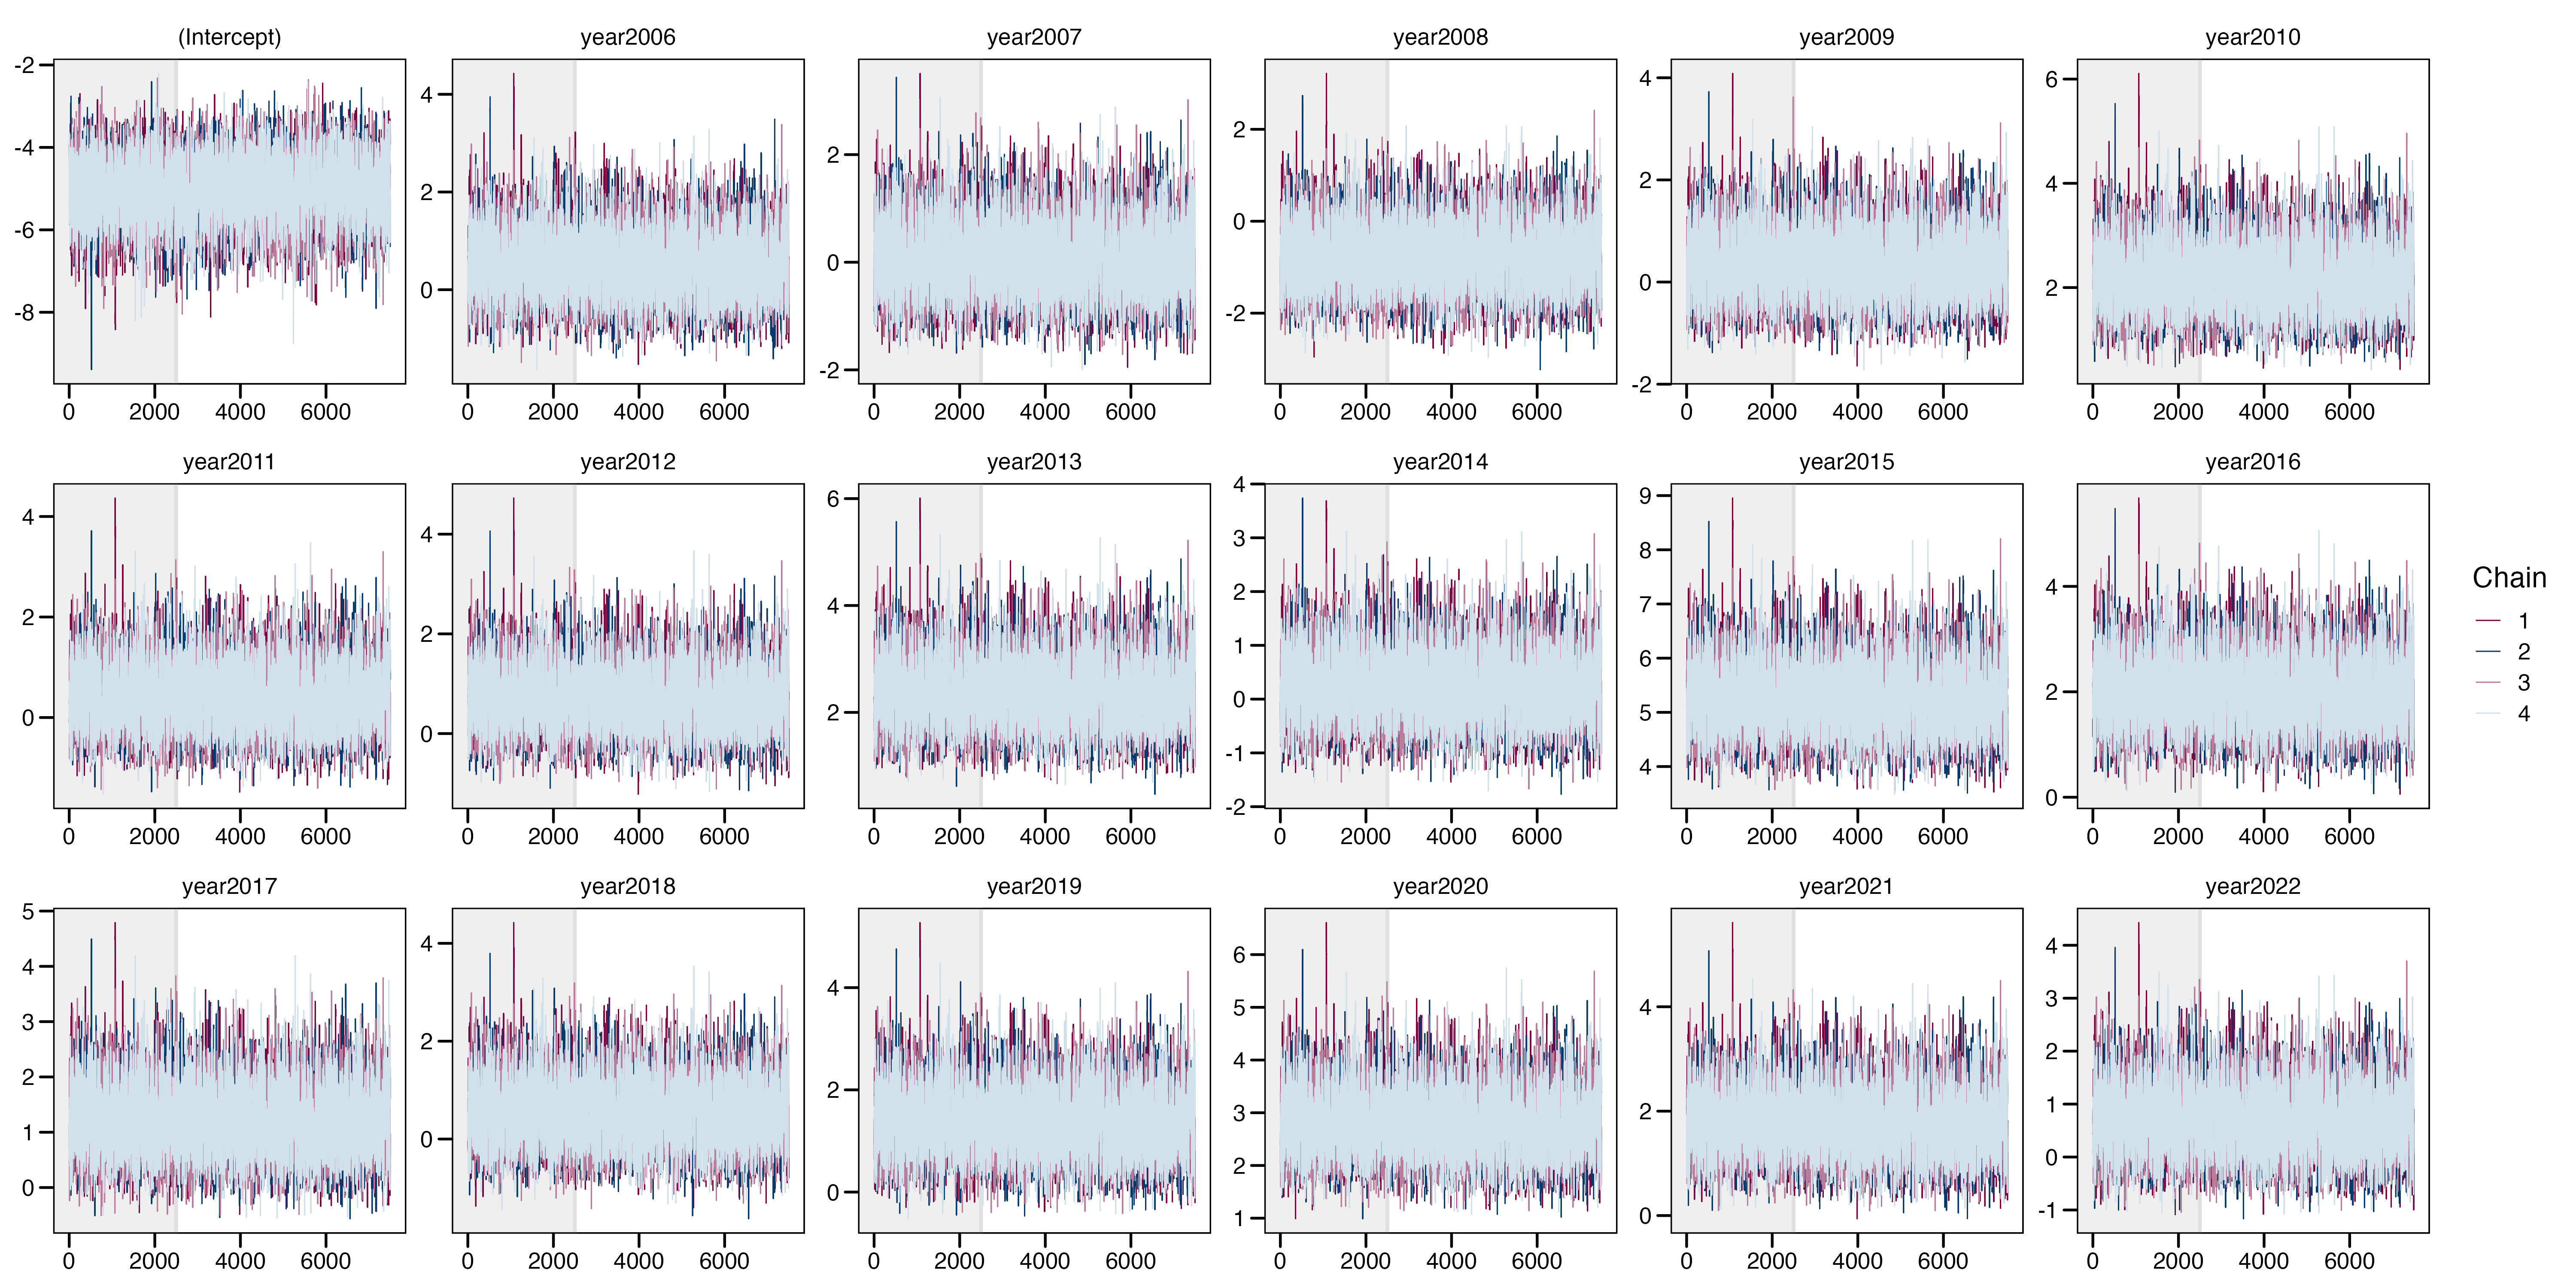 (Intercept) year2006 year2007 year2008 year2009 year2010
-2 -4 -6 -8
4 2 0
2 0 -2
2 0 -2
4 2 0 -2
6 4 2
0 2000 4000 6000 0 2000 4000 6000 0 2000 4000 6000 0 2000 4000 6000 0 2000 4000 6000 0 2000 4000 6000
year2011 year2012 year2013 year2014 year2015 year2016
4 2 0
4 2 0
6 4 2
4 3 2 1 0 -1 -2
9 8 7 6 5 4
4 2 0
0 2000 4000 6000 0 2000 4000 6000 0 2000 4000 6000 0 2000 4000 6000 0 2000 4000 6000 0 2000 4000 6000
year2017 year2018 year2019 year2020 year2021 year2022
5 4 3 2 1 0
4 2 0
4 2 0
6 5 4 3 2 1
4 2 0
4 3 2 1 0 -1
0 2000 4000 6000 0 2000 4000 6000 0 2000 4000 6000 0 2000 4000 6000 0 2000 4000 6000 0 2000 4000 6000
Chain
1
2
3
4